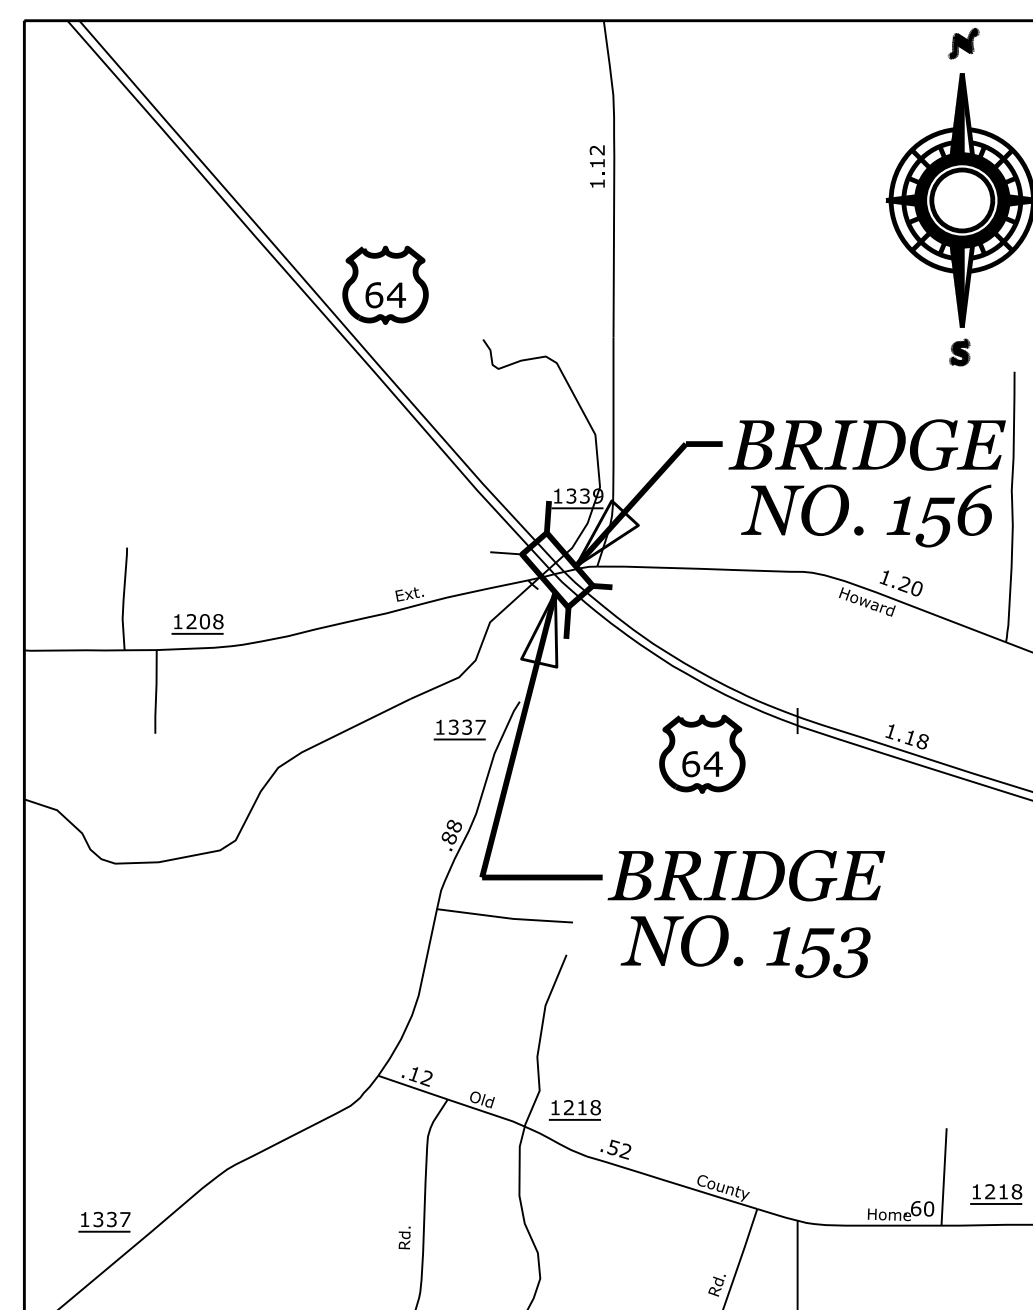 N
1.12
64
S
BRIDGE
NO. 156
1339
1.20
Howard
Ext.
1208
1337
64
1.18
.88
BRIDGE
NO. 153
.12
Old
1218
.52
County
1218
.60
Home
1337
Rd.
Rd.